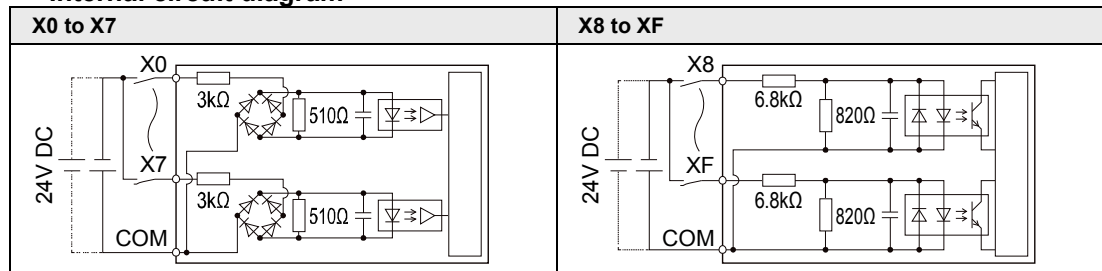 Internal circuit diagram
X0 to X7
X8 to XF
X0
3kΩ
510Ω
24V DC
X7
3kΩ
510Ω
COM
X8
6.8kΩ
820Ω
24V DC
XF
6.8kΩ
820Ω
COM